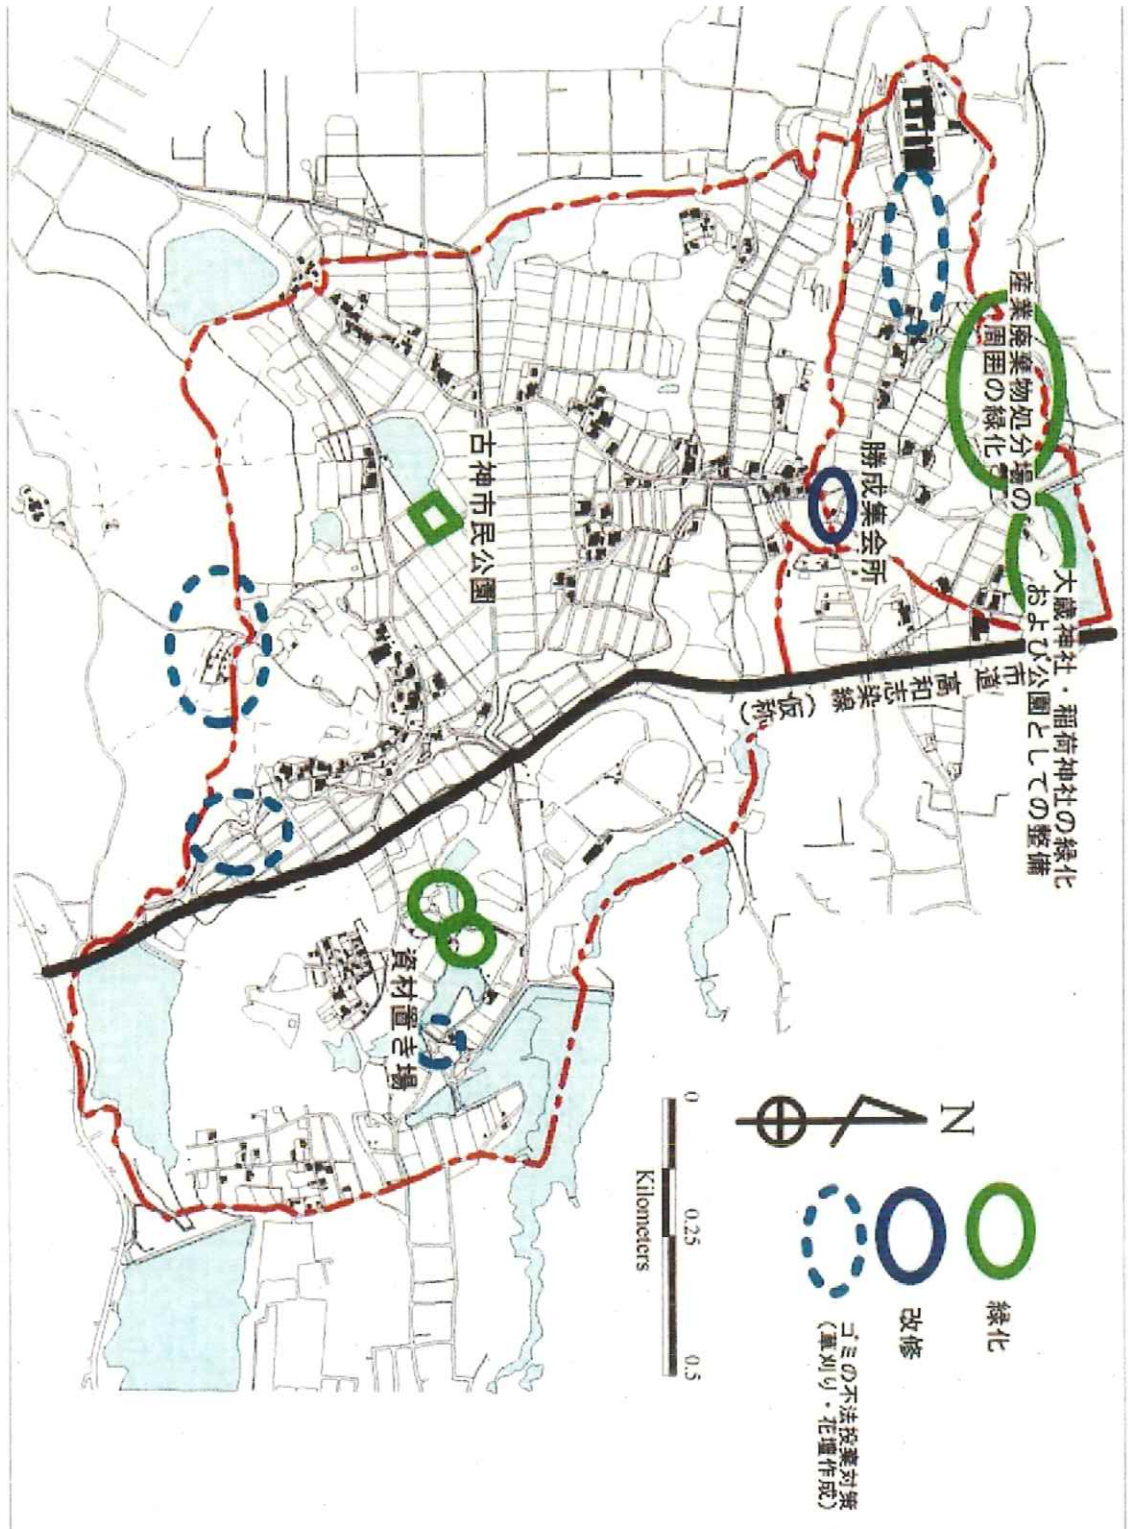 産業廃棄物処分場の
周囲の緑化
大歳神社・稲荷神社の緑化
および公園としての整備
勝成集会所
古神市民公園
市道
高和志染線
(仮称)
資材置き場
N
0
0.25
0.5
Kilometers
緑化
改修
ゴミの不法投棄対策
(草刈り・花壇作成)